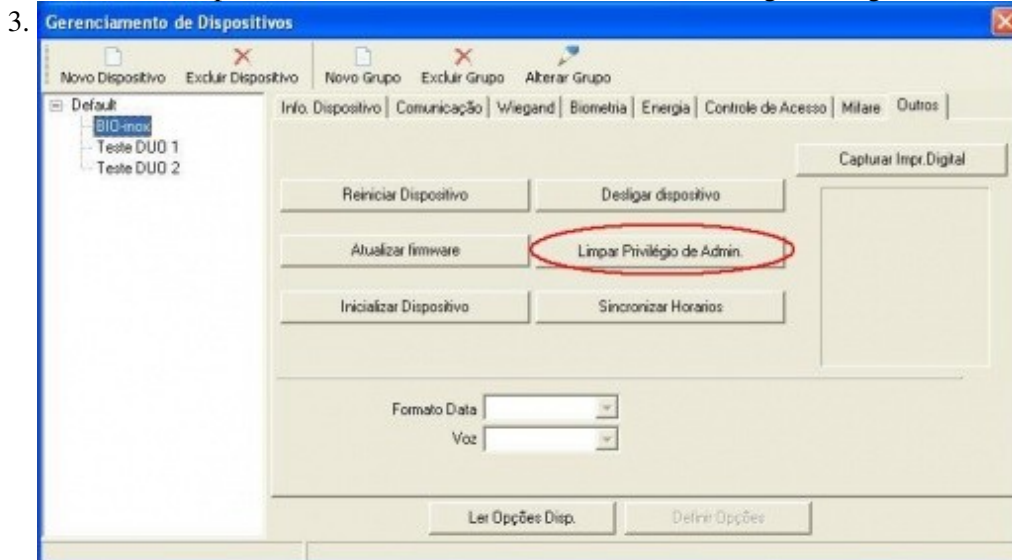 3.
Gerenciamento de Dispositivos
Novo Dispositivo Excluir Dispositivo Novo Grupo Excluir Grupo Alterar Grupo
Default
BIO-inox
Teste DUO 1
Teste DUO 2
Info. Dispositivo Comunicação Wiegand Biometria Energia Controle de Acesso Mifare Outros
Capturar Impr.Digital
Reiniciar Dispositivo Desligar dispositivo
Atualizar firmware Limpar Privilégio de Admin.
Inicializar Dispositivo Sincronizar Horarios
Formato Data
Voz
Ler Opções Disp. Definir Opções